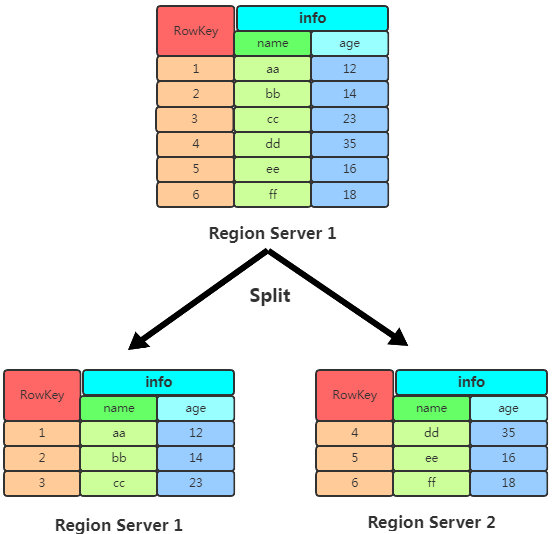 RowKey info
name age
1 aa 12
2 bb 14
3 cc 23
4 dd 35
5 ee 16
6 ff 18
Region Server 1
Split
RowKey info
name age
1 aa 12
2 bb 14
3 cc 23
Region Server 1
RowKey info
name age
4 dd 35
5 ee 16
6 ff 18
Region Server 2